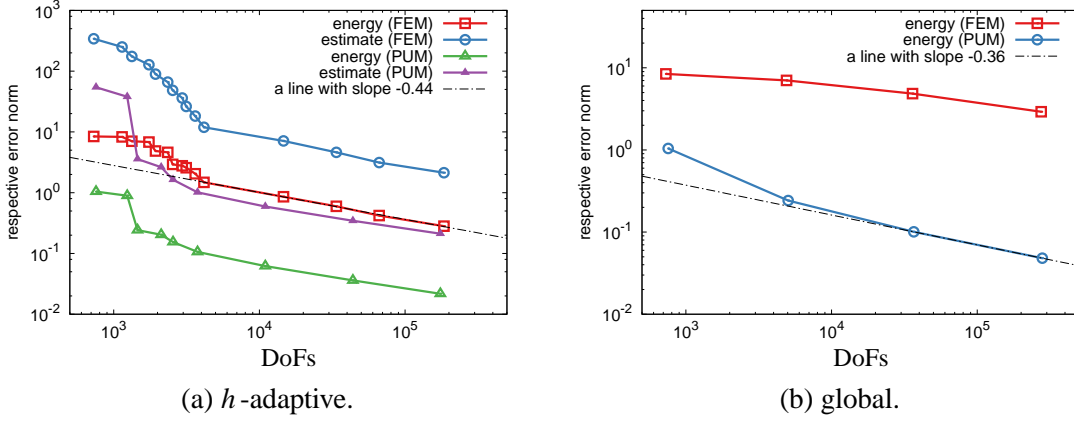 10^3
10^2
10^1
10^0
10^-1
10^-2
respective error norm
energy (FEM)
estimate (FEM)
energy (PUM)
estimate (PUM)
a line with slope -0.44
10^3
10^4
10^5
DoFs
(a) h-adaptive.
10^1
10^0
10^-1
10^-2
respective error norm
energy (FEM)
energy (PUM)
a line with slope -0.36
10^3
10^4
10^5
DoFs
(b) global.